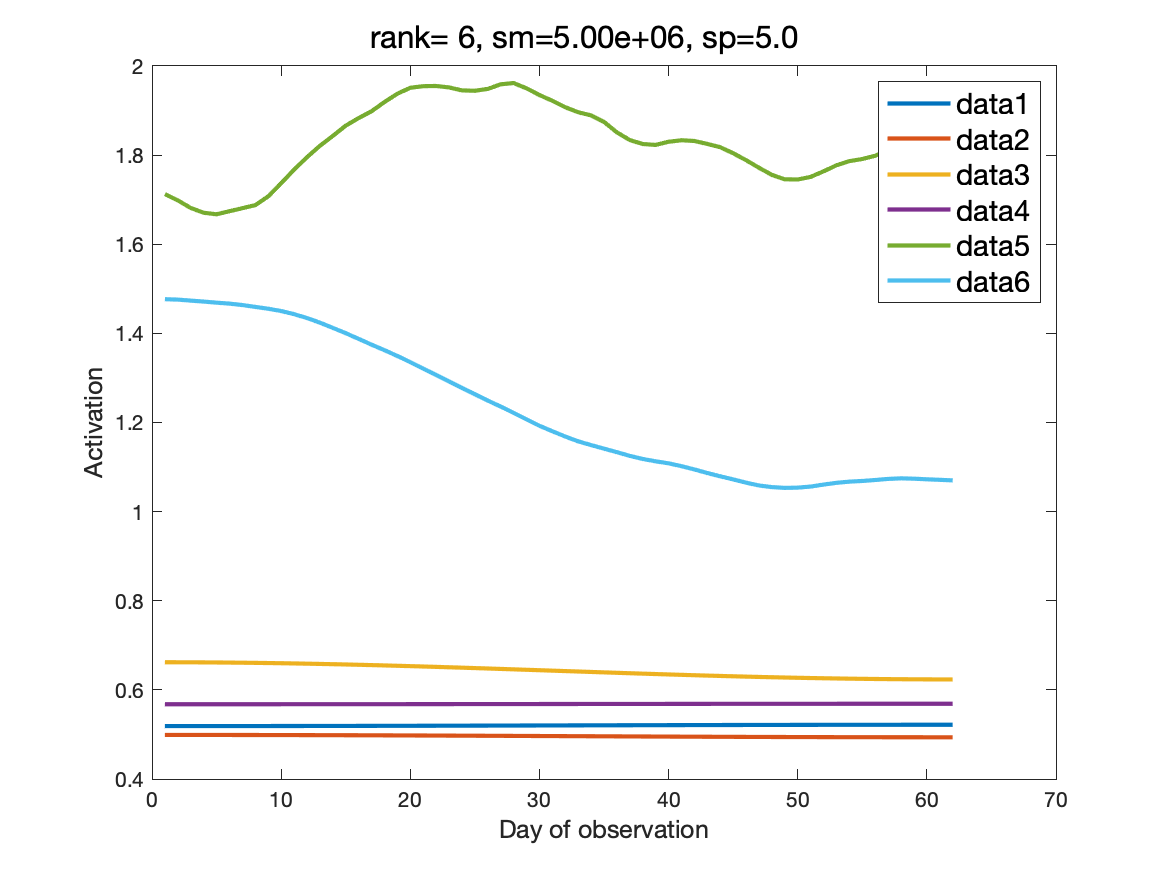 rank= 6, sm=5.00e+06, sp=5.0
2
1.8
1.6
1.4
1.2
1
0.8
0.6
0.4
Activation
data1
data2
data3
data4
data5
data6
0 10 20 30 40 50 60 70
Day of observation